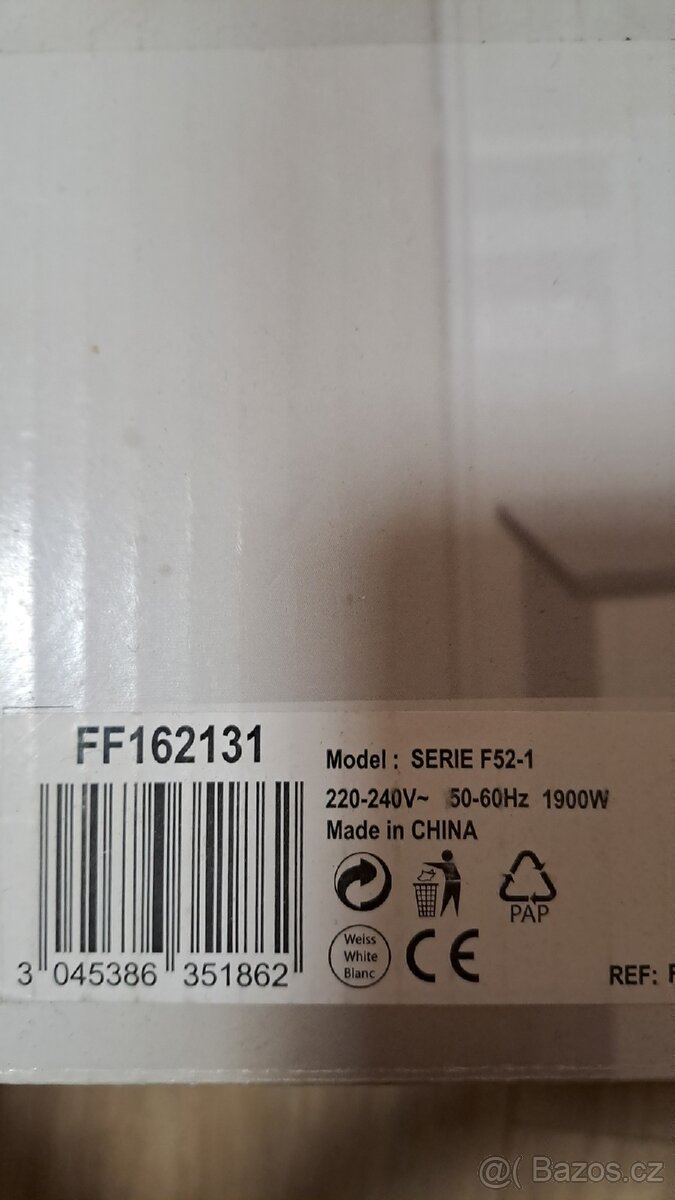 FF162131
Model : SERIE F52-1
220-240V~ 50-60Hz 1900W
Made in CHINA
PAP
Weiss
White
Blanc
CE
3 045386 351862
REF: F
@( Bazos.cz